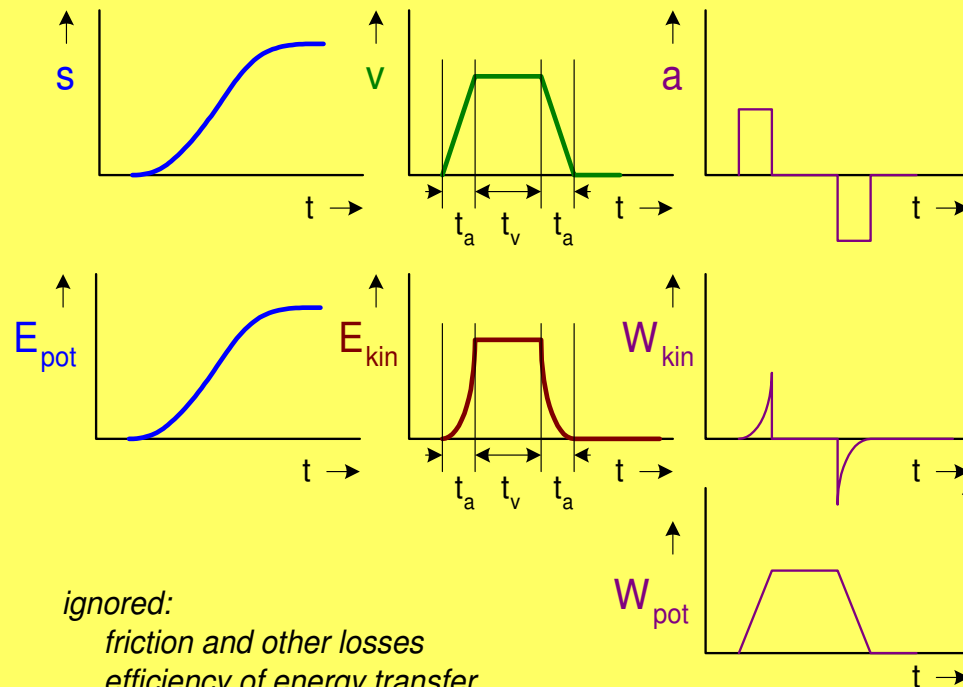 s
v
a
t
t
t
t_a t_v t_a
E_pot
E_kin
W_kin
t
t
t
t_a t_v t_a
W_pot
t
ignored:
friction and other losses
efficiency of energy transfer